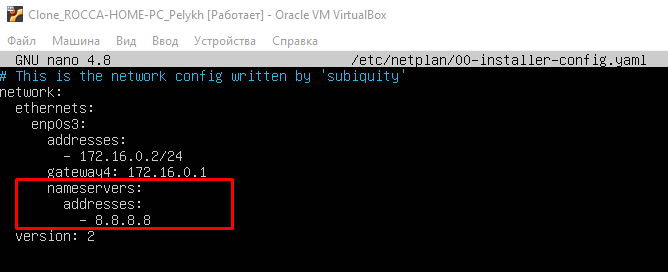 Clone_ROCCA-HOME-PC_Pelykh [Работает] - Oracle VM VirtualBox
Файл Машина Вид Ввод Устройства Справка
GNU nano 4.8 /etc/netplan/00-installer-config.yaml
# This is the network config written by 'subiquity'
network:
  ethernets:
    enp0s3:
      addresses:
        - 172.16.0.2/24
      gateway4: 172.16.0.1
      nameservers:
        addresses:
          - 8.8.8.8
  version: 2